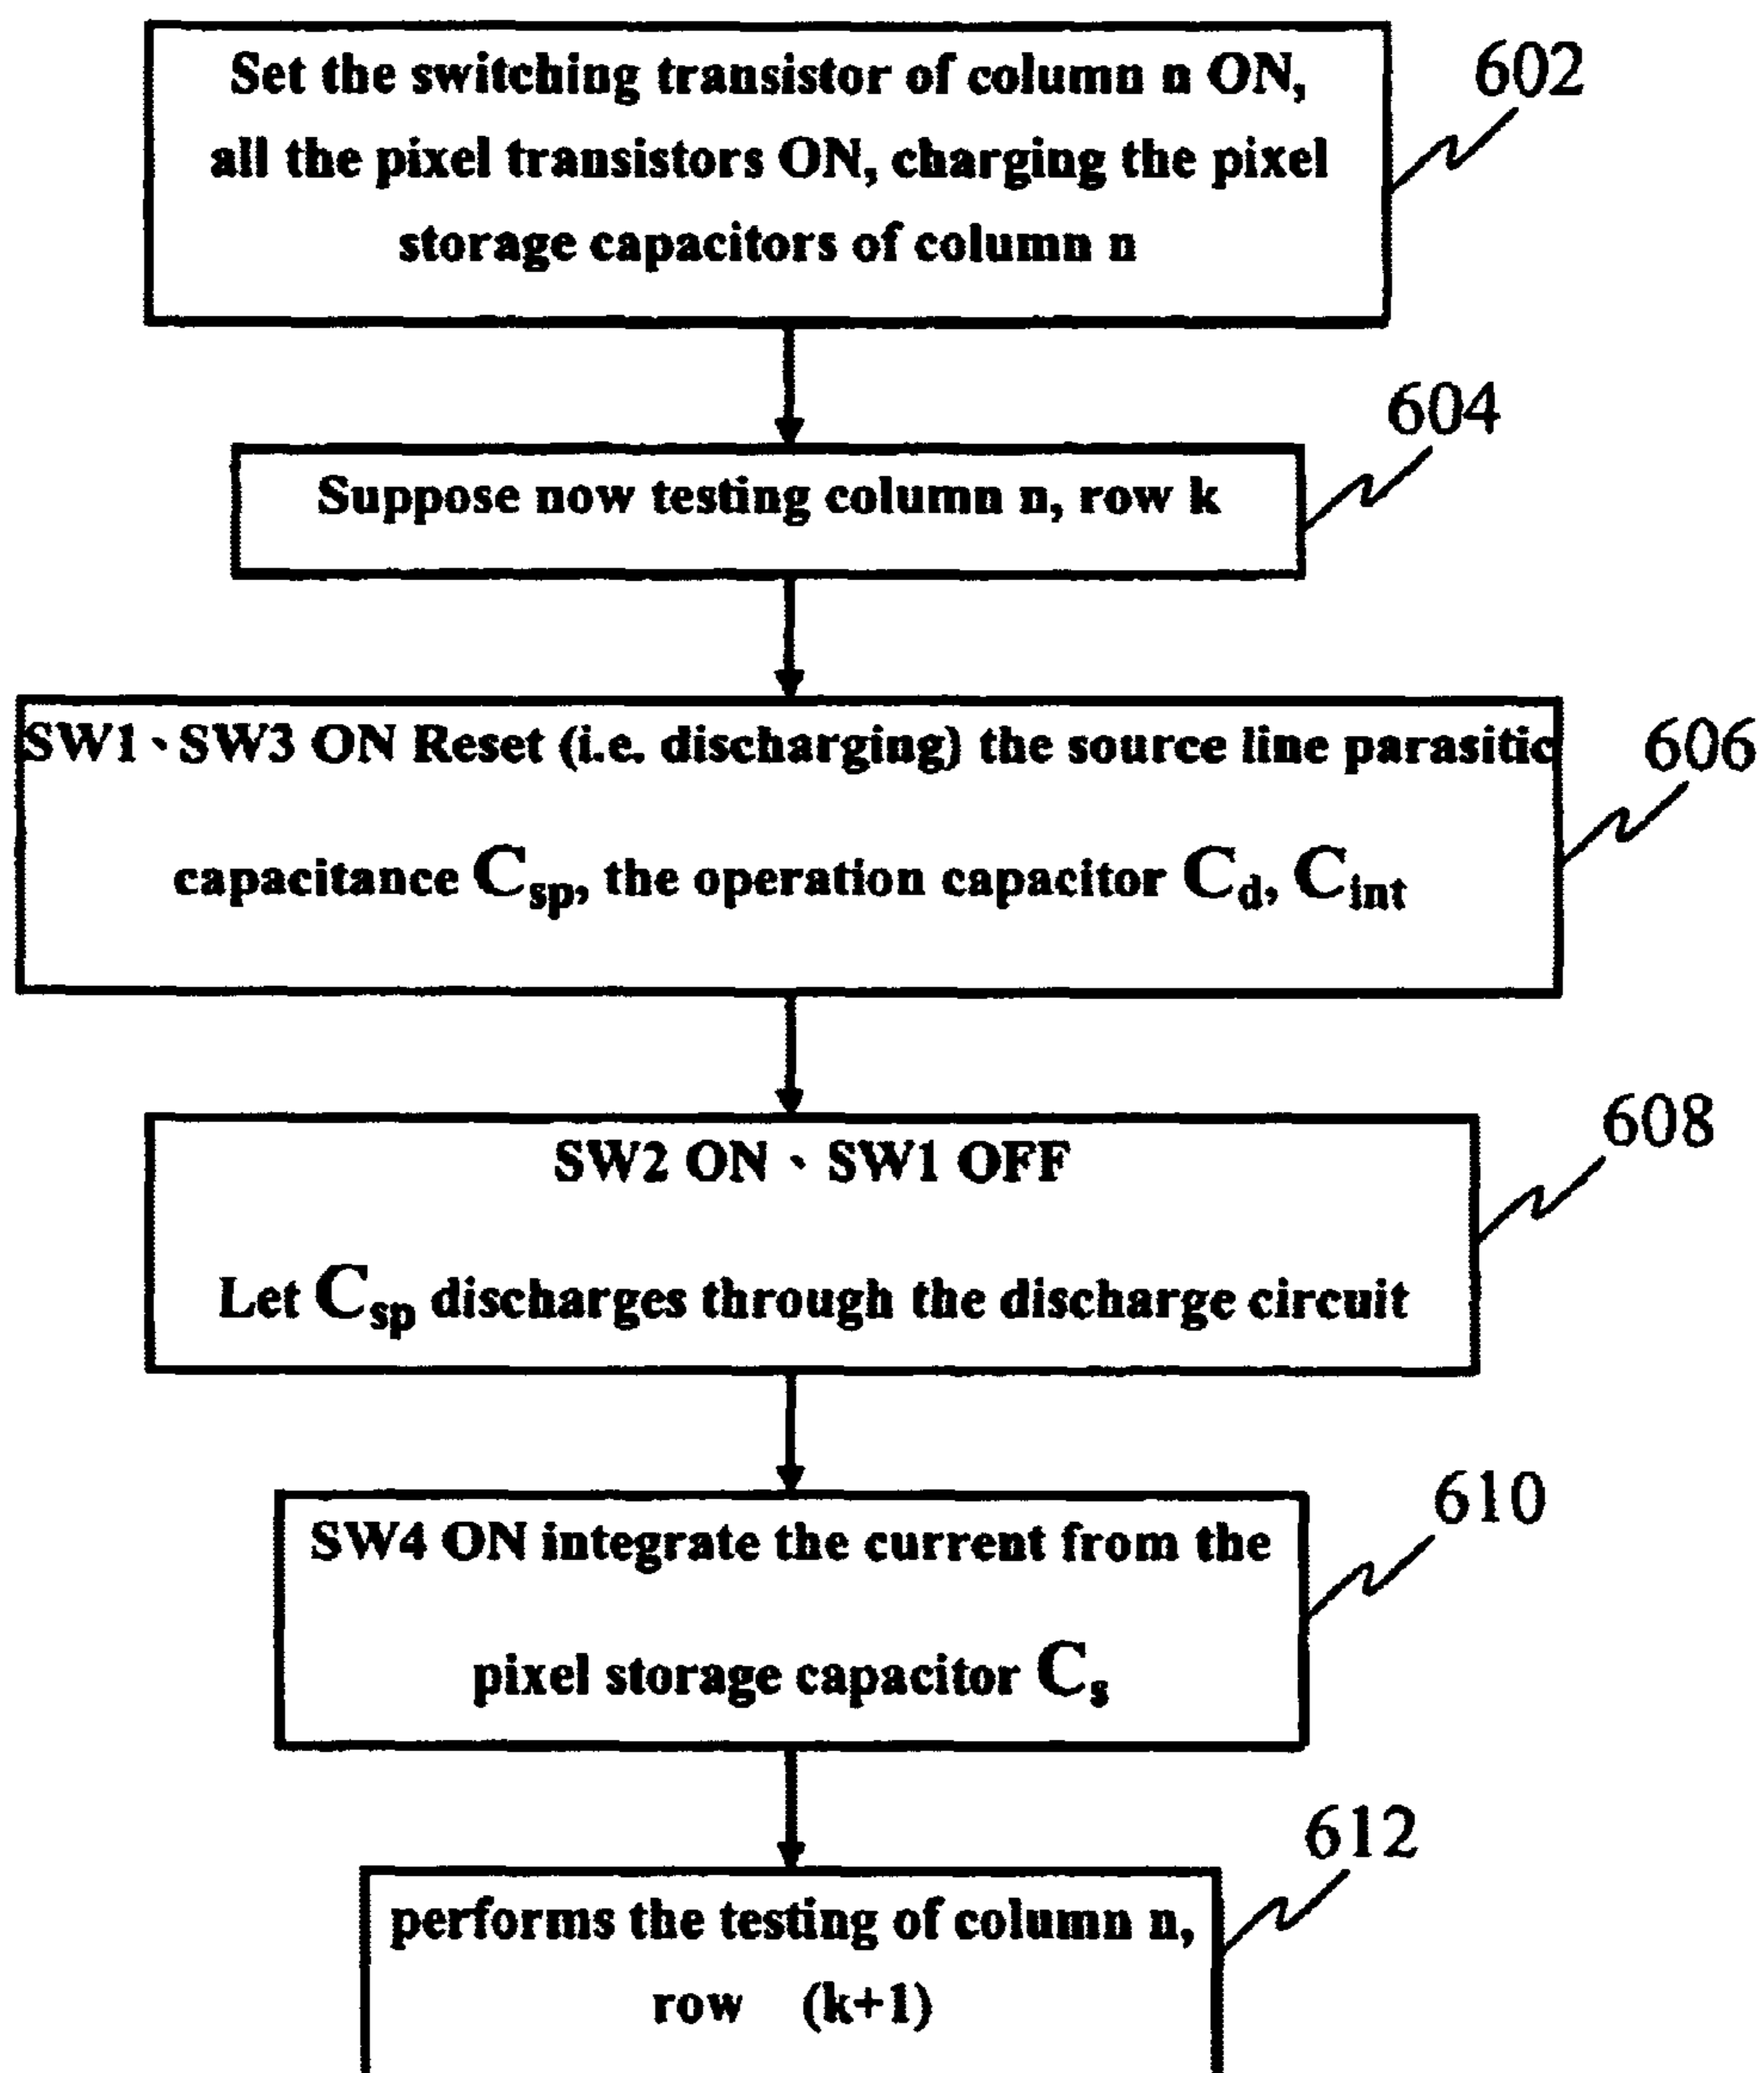 Set the switching transistor of column n ON,
all the pixel transistors ON, charging the pixel
storage capacitors of column n
602
Suppose now testing column n, row k
604
SW1、SW3 ON Reset (i.e. discharging) the source line parasitic
capacitance Csp, the operation capacitor Cd, Cint
606
SW2 ON、SW1 OFF
Let Csp discharges through the discharge circuit
608
SW4 ON integrate the current from the
pixel storage capacitor Cs
610
performs the testing of column n,
row (k+1)
612